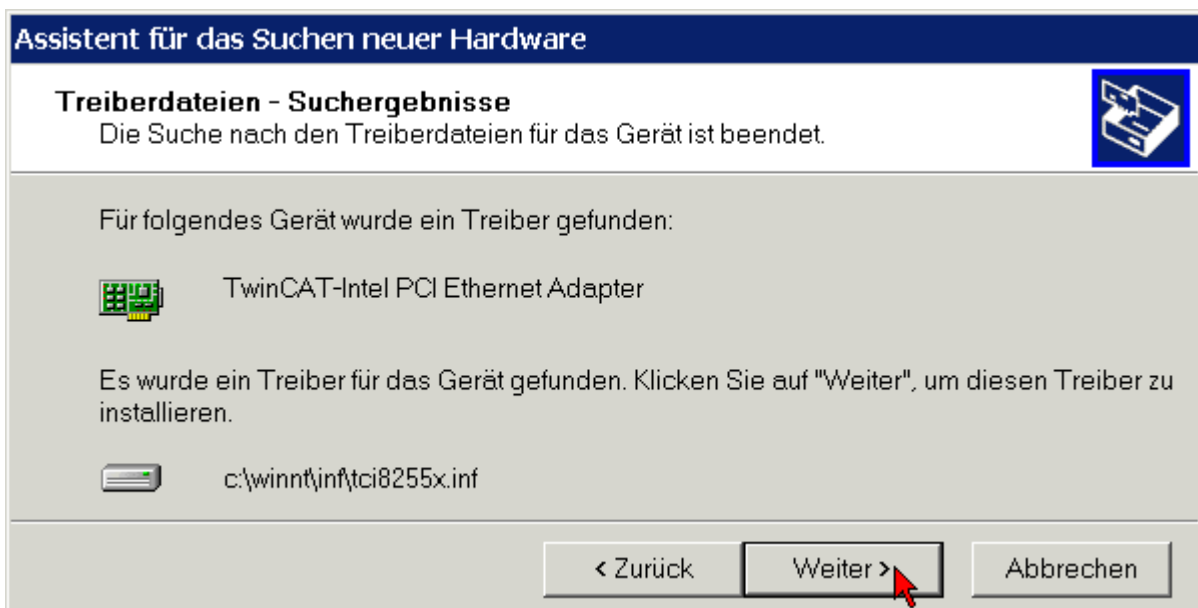 Assistent für das Suchen neuer Hardware
Treiberdateien - Suchergebnisse
Die Suche nach den Treiberdateien für das Gerät ist beendet.
Für folgendes Gerät wurde ein Treiber gefunden:
TwinCAT-Intel PCI Ethernet Adapter
Es wurde ein Treiber für das Gerät gefunden. Klicken Sie auf "Weiter", um diesen Treiber zu
installieren.
c:\winnt\inf\tci8255x.inf
< Zurück
Weiter >
Abbrechen